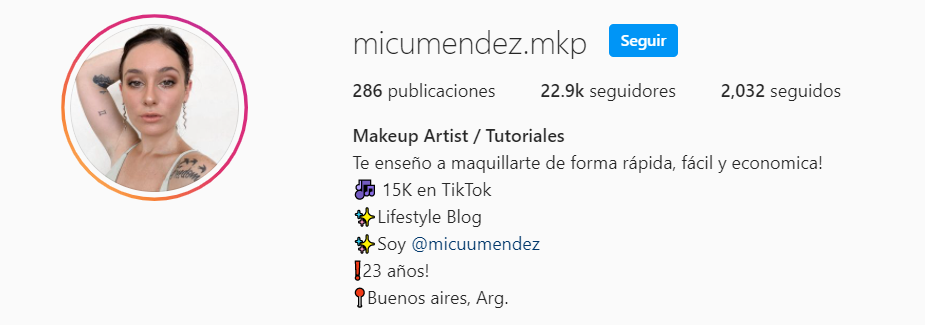 micumendez.mkp Seguir
286 publicaciones 22.9k seguidores 2,032 seguidos
Makeup Artist / Tutoriales
Te enseño a maquillarte de forma rápida, fácil y economica!
15K en TikTok
✨Lifestyle Blog
✨Soy @micuumendez
❗23 años!
📍Buenos aires, Arg.